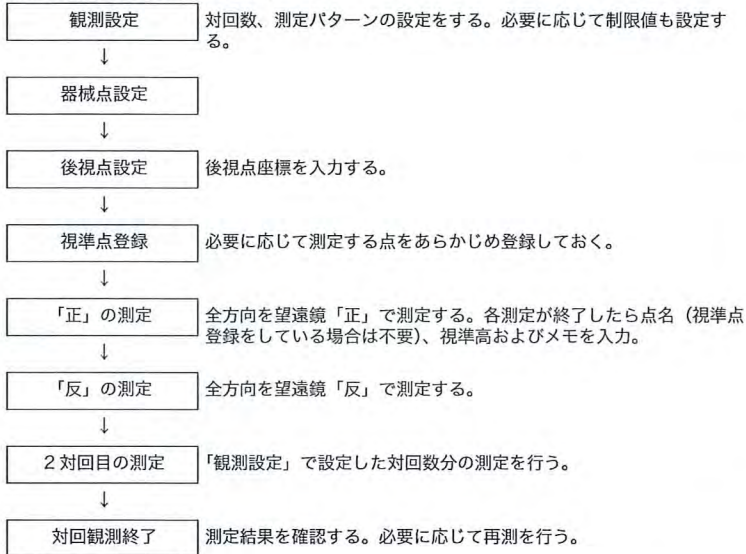 観測設定
対回数、測定パターンの設定をする。必要に応じて制限値も設定す
る。
↓
器械点設定
↓
後視点設定
後視点座標を入力する。
↓
視準点登録
必要に応じて測定する点をあらかじめ登録しておく。
↓
「正」の測定
全方向を望遠鏡「正」で測定する。各測定が終了したら点名（視準点
登録をしている場合は不要）、視準高およびメモを入力。
↓
「反」の測定
全方向を望遠鏡「反」で測定する。
↓
2対回目の測定
「観測設定」で設定した対回数分の測定を行う。
↓
対回観測終了
測定結果を確認する。必要に応じて再測を行う。